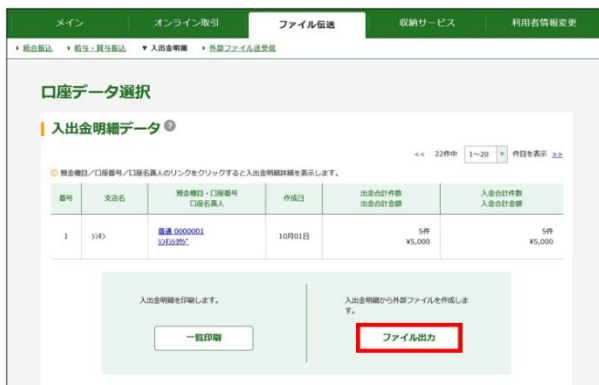 メイン オンライン取引 ファイル伝送 収納サービス 利用者情報変更
▶ 総合振込 ▶ 給与・賞与振込 ▼ 入出金明細 ▶ 外部ファイル送受信
口座データ選択
入出金明細データ ?
<< 22件中 1～20 ▼ 件目を表示 >>
預金種目／口座番号／口座名義人のリンクをクリックすると入出金明細詳細を表示します。
番号 支店名 預金種目・口座番号 作成日 出金合計件数 入金合計件数
口座名義人 出金合計金額 入金合計金額
1 ｼﾝｷﾝ 普通 0000001 10月01日 5件 5件
¥5,000 ¥5,000
入出金明細を印刷します。 入出金明細から外部ファイルを作成しま
す。
一覧印刷 ファイル出力